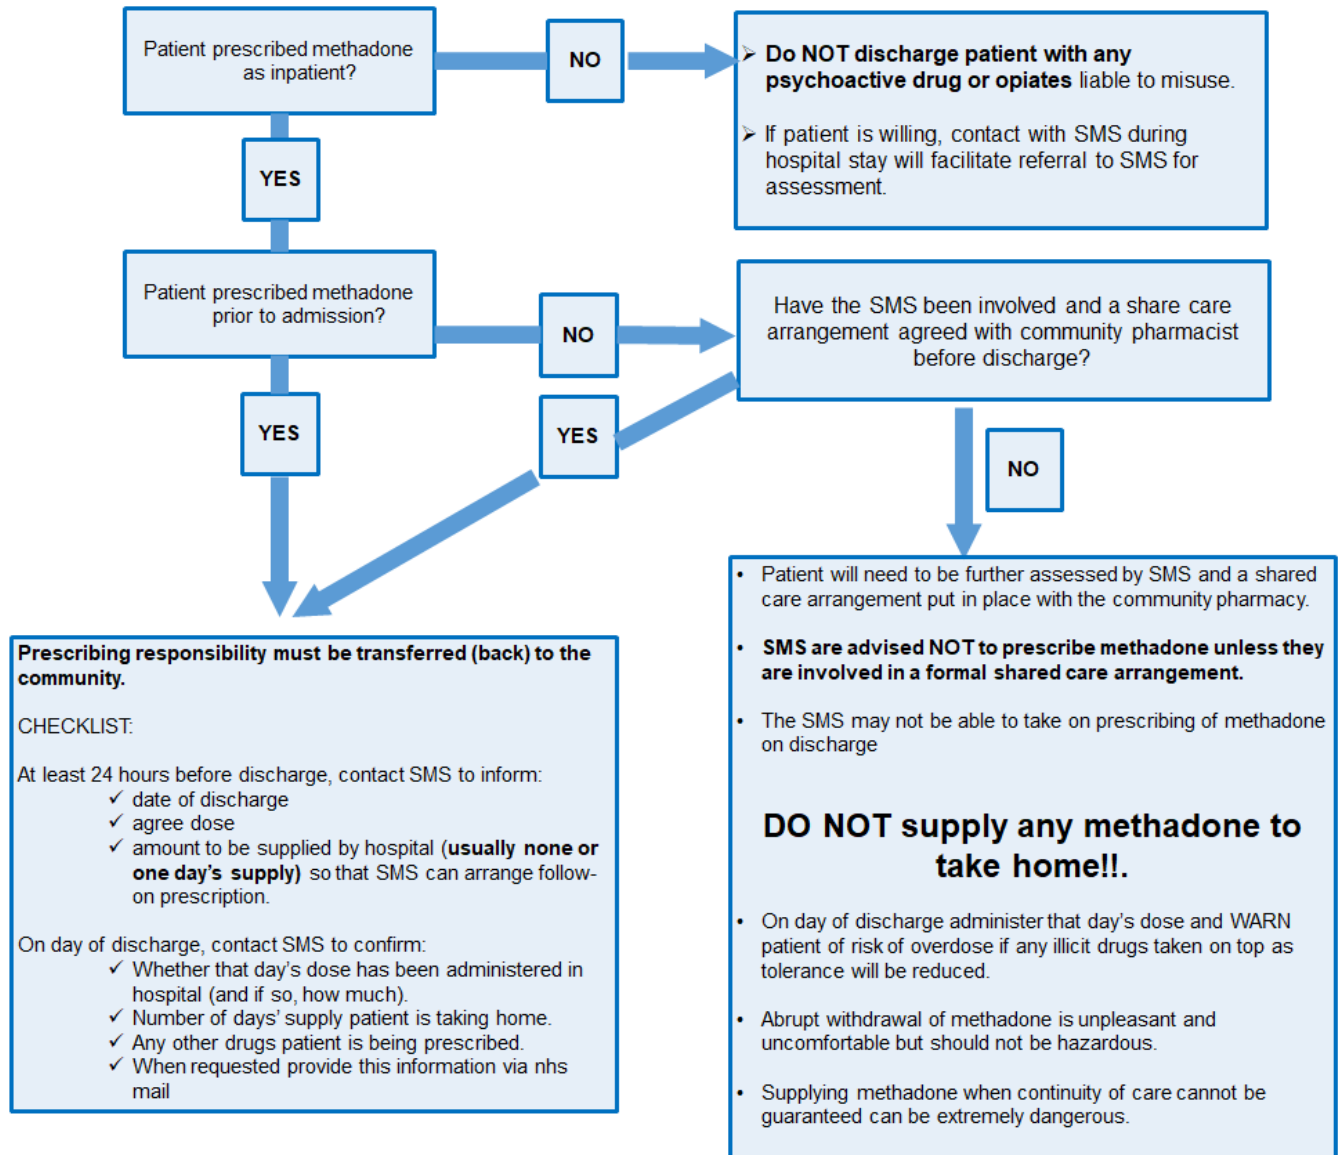 Patient prescribed methadone
as inpatient?
NO
➢ Do NOT discharge patient with any
psychoactive drug or opiates liable to misuse.
➢ If patient is willing, contact with SMS during
hospital stay will facilitate referral to SMS for
assessment.
YES
Patient prescribed methadone
prior to admission?
NO
Have the SMS been involved and a share care
arrangement agreed with community pharmacist
before discharge?
YES
YES
NO
Prescribing responsibility must be transferred (back) to the
community.
CHECKLIST:
At least 24 hours before discharge, contact SMS to inform:
✓ date of discharge
✓ agree dose
✓ amount to be supplied by hospital (usually none or
one day's supply) so that SMS can arrange follow-
on prescription.
On day of discharge, contact SMS to confirm:
✓ Whether that day's dose has been administered in
hospital (and if so, how much).
✓ Number of days' supply patient is taking home.
✓ Any other drugs patient is being prescribed.
✓ When requested provide this information via nhs
mail
• Patient will need to be further assessed by SMS and a shared
care arrangement put in place with the community pharmacy.
• SMS are advised NOT to prescribe methadone unless they
are involved in a formal shared care arrangement.
• The SMS may not be able to take on prescribing of methadone
on discharge
DO NOT supply any methadone to
take home!!.
• On day of discharge administer that day's dose and WARN
patient of risk of overdose if any illicit drugs taken on top as
tolerance will be reduced.
• Abrupt withdrawal of methadone is unpleasant and
uncomfortable but should not be hazardous.
• Supplying methadone when continuity of care cannot be
guaranteed can be extremely dangerous.